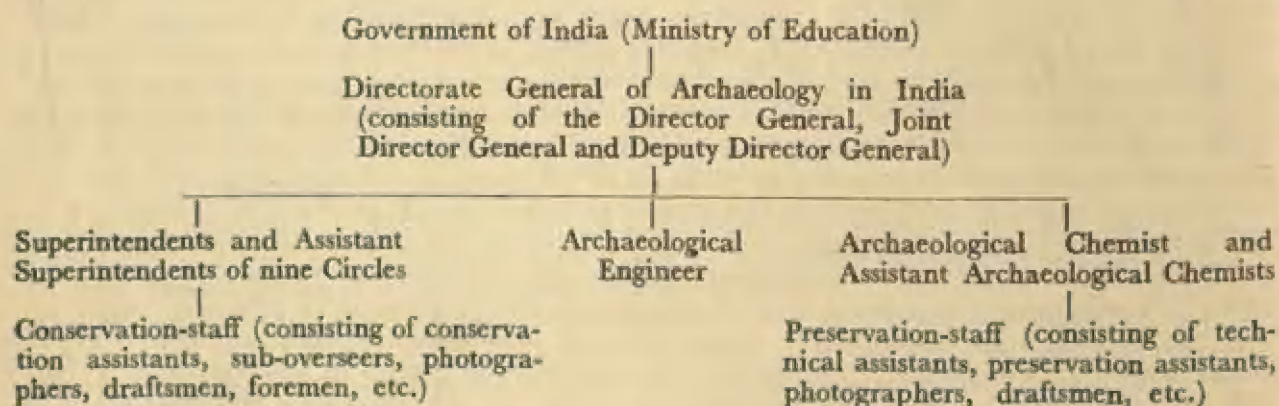 Government of India (Ministry of Education)
Directorate General of Archaeology in India
(consisting of the Director General, Joint
Director General and Deputy Director General)
Superintendents and Assistant
Superintendents of nine Circles
Archaeological
Engineer
Archaeological Chemist and
Assistant Archaeological Chemists
Conservation-staff (consisting of conserva-
tion assistants, sub-overseers, photogra-
phers, draftsmen, foremen, etc.)
Preservation-staff (consisting of tech-
nical assistants, preservation assistants,
photographers, draftsmen, etc.)